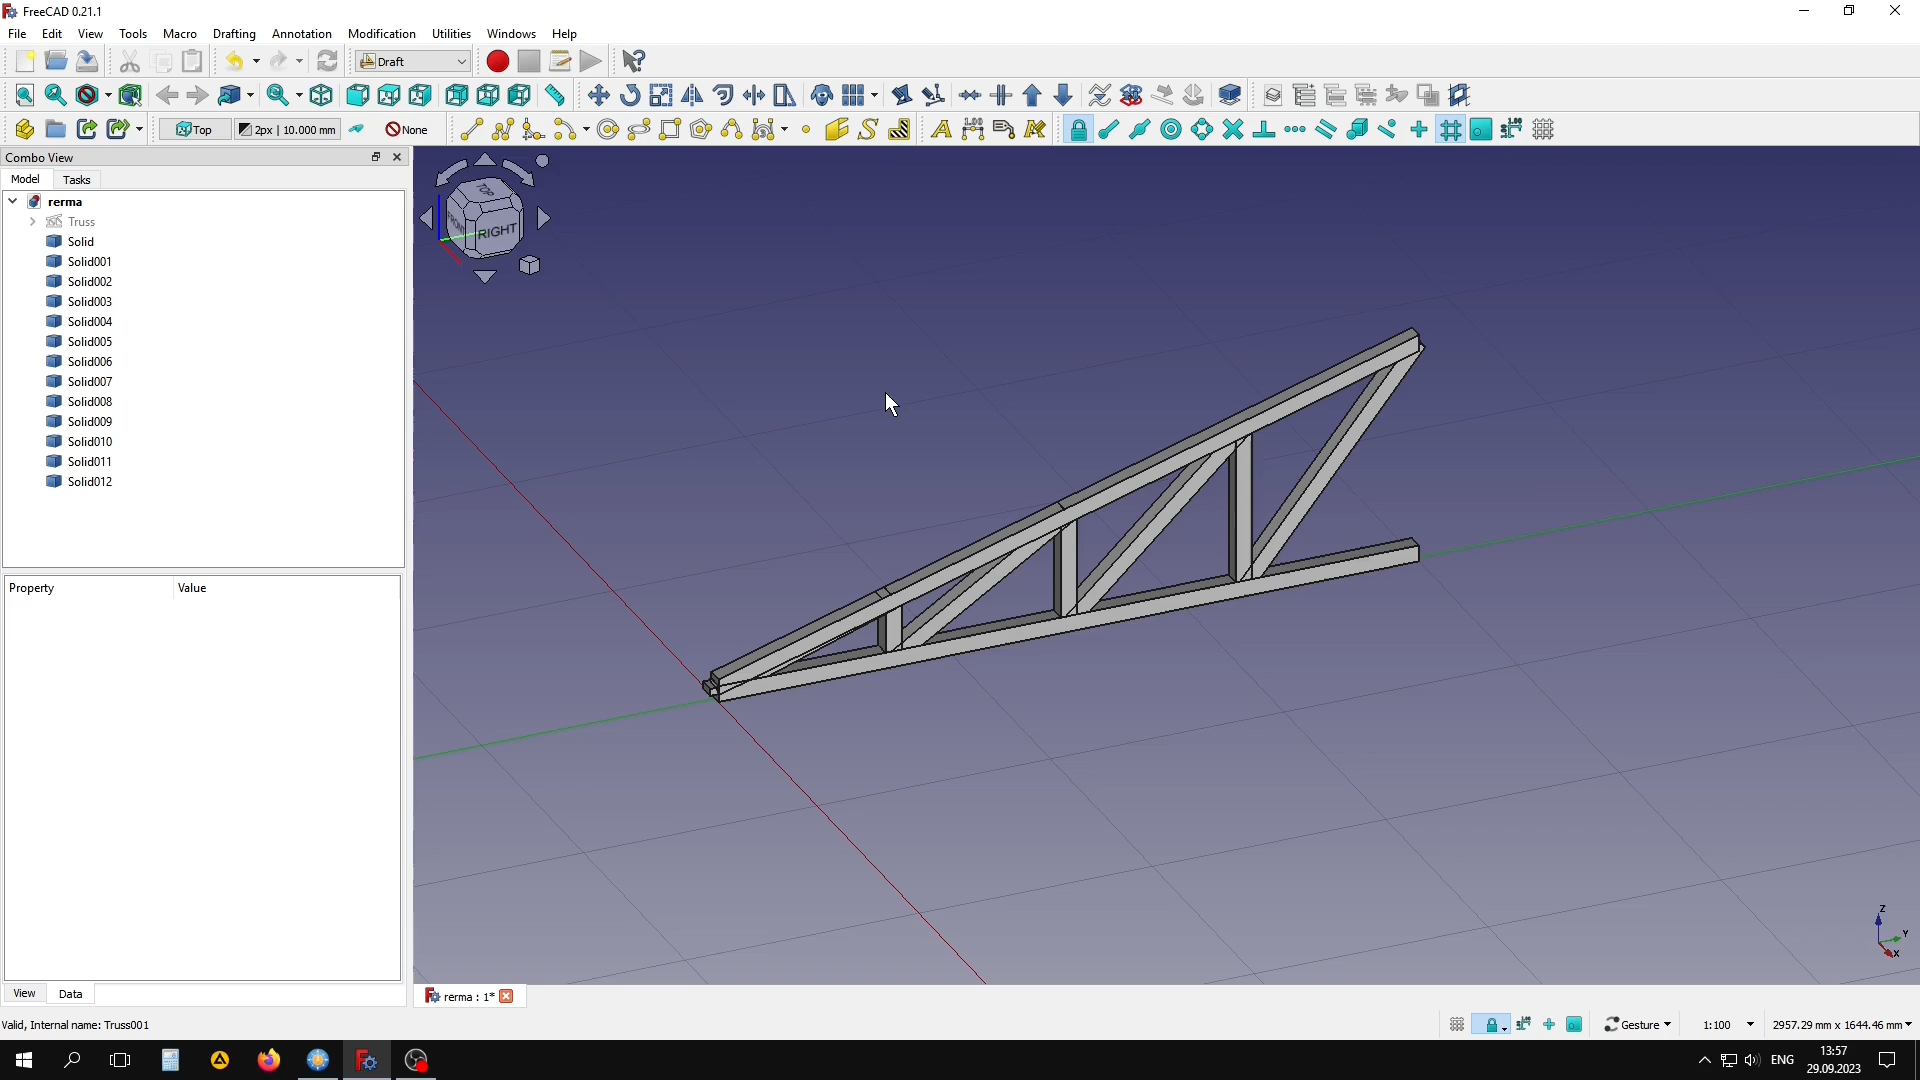 FreeCAD 0.21.1
File Edit View Tools Macro Drafting Annotation Modification Utilities Windows Help
Draft
Top 2px | 10.000 mm None
Combo View
Model Tasks
rerma
Truss
Solid
Solid001
Solid002
Solid003
Solid004
Solid005
Solid006
Solid007
Solid008
Solid009
Solid010
Solid011
Solid012
TOP
FRONT RIGHT
Property Value
View Data
rerma : 1*
Z
Y
X
Valid, Internal name: Truss001
Gesture 1:100 2957.29 mm x 1644.46 mm
ENG 13:57
29.09.2023